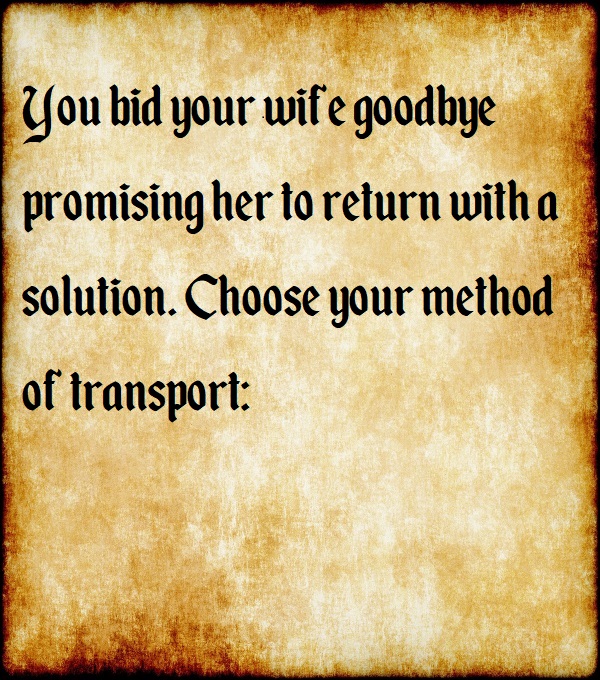 You bid your wife goodbye
promising her to return with a
solution. Choose your method
of transport: